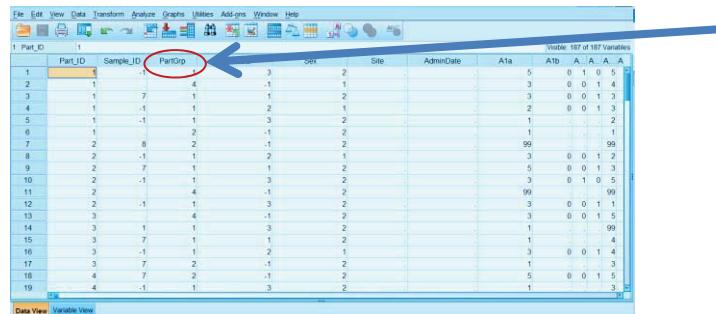 File Edit View Data Transform Analyze Graphs Utilities Add-ons Window Help
1 Part_ID 1 Visible: 187 of 187 Variables
Part_ID Sample_ID PartGrp Sex Site AdminDate A1a A1b A. A. A. A
1 1 -1 1 3 2 . . 5 0 1 0 5
2 1 . 4 -1 1 . . 3 0 0 1 4
3 1 7 1 1 2 . . 3 0 0 1 3
4 1 -1 1 2 1 . . 2 0 0 1 3
5 1 -1 1 3 2 . . 1 . . . 2
6 1 . 2 -1 2 . . 1 . . . 1
7 2 8 2 -1 2 . . 99 . . . 99
8 2 -1 1 2 1 . . 3 0 0 1 2
9 2 7 1 1 2 . . 5 0 0 1 3
10 2 -1 1 3 2 . . 3 0 1 0 5
11 2 . 4 -1 2 . . 99 . . . 99
12 2 -1 1 3 2 . . 3 0 0 1 1
13 3 . 4 -1 2 . . 3 0 0 1 5
14 3 1 1 3 2 . . 1 . . . 99
15 3 7 1 1 2 . . 1 . . . 4
16 3 -1 1 2 1 . . 3 0 0 1 4
17 3 7 2 -1 2 . . 1 . . . 3
18 4 7 2 -1 2 . . 5 0 0 1 5
19 4 -1 1 3 2 . . 1 . . . 3
Data View Variable View